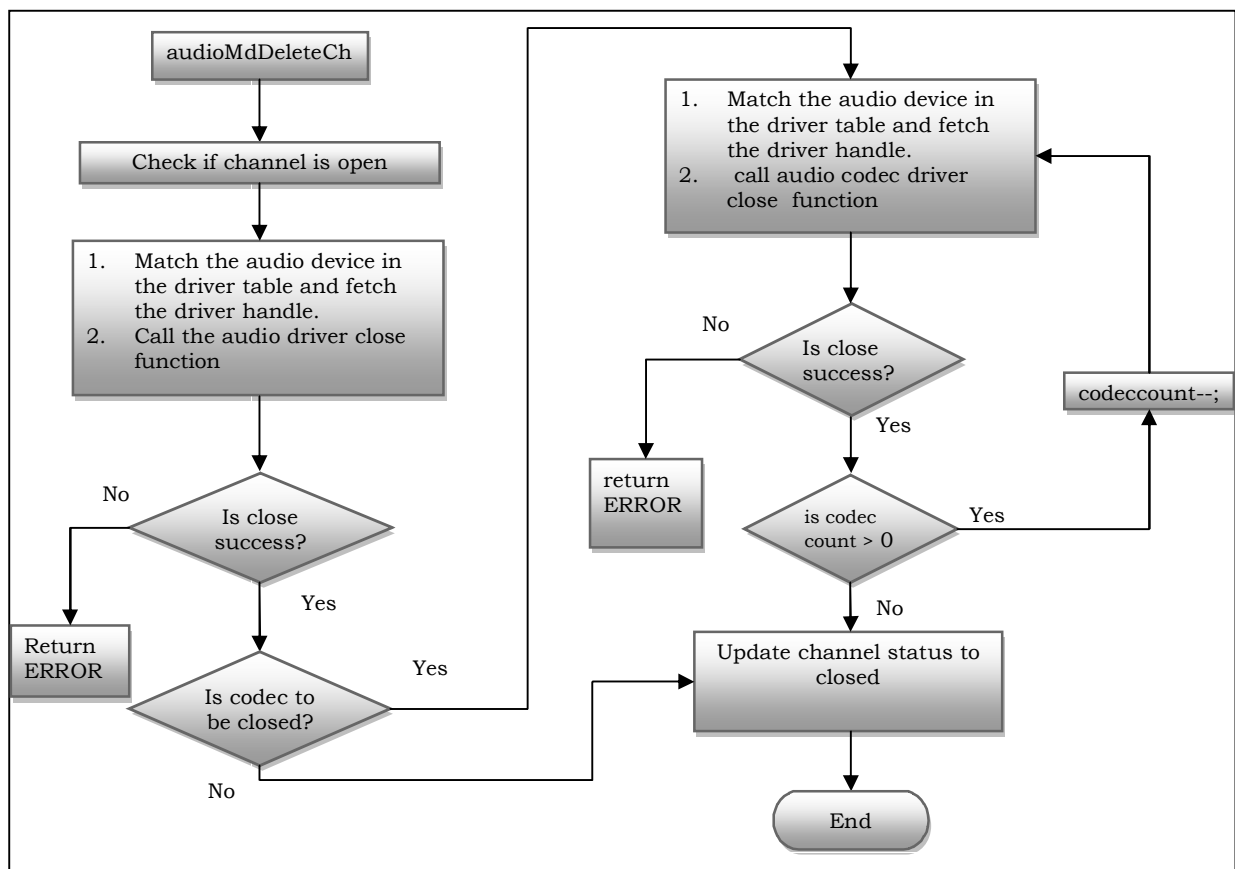 audioMdDeleteCh
Check if channel is open
1. Match the audio device in
the driver table and fetch
the driver handle.
2. Call the audio driver close
function
No
Is close
success?
Yes
Return
ERROR
Is codec to
be closed?
Yes
No
1. Match the audio device in
the driver table and fetch
the driver handle.
2. call audio codec driver
close function
No
Is close
success?
Yes
codeccount--;
return
ERROR
is codec
count > 0
Yes
No
Update channel status to
closed
End